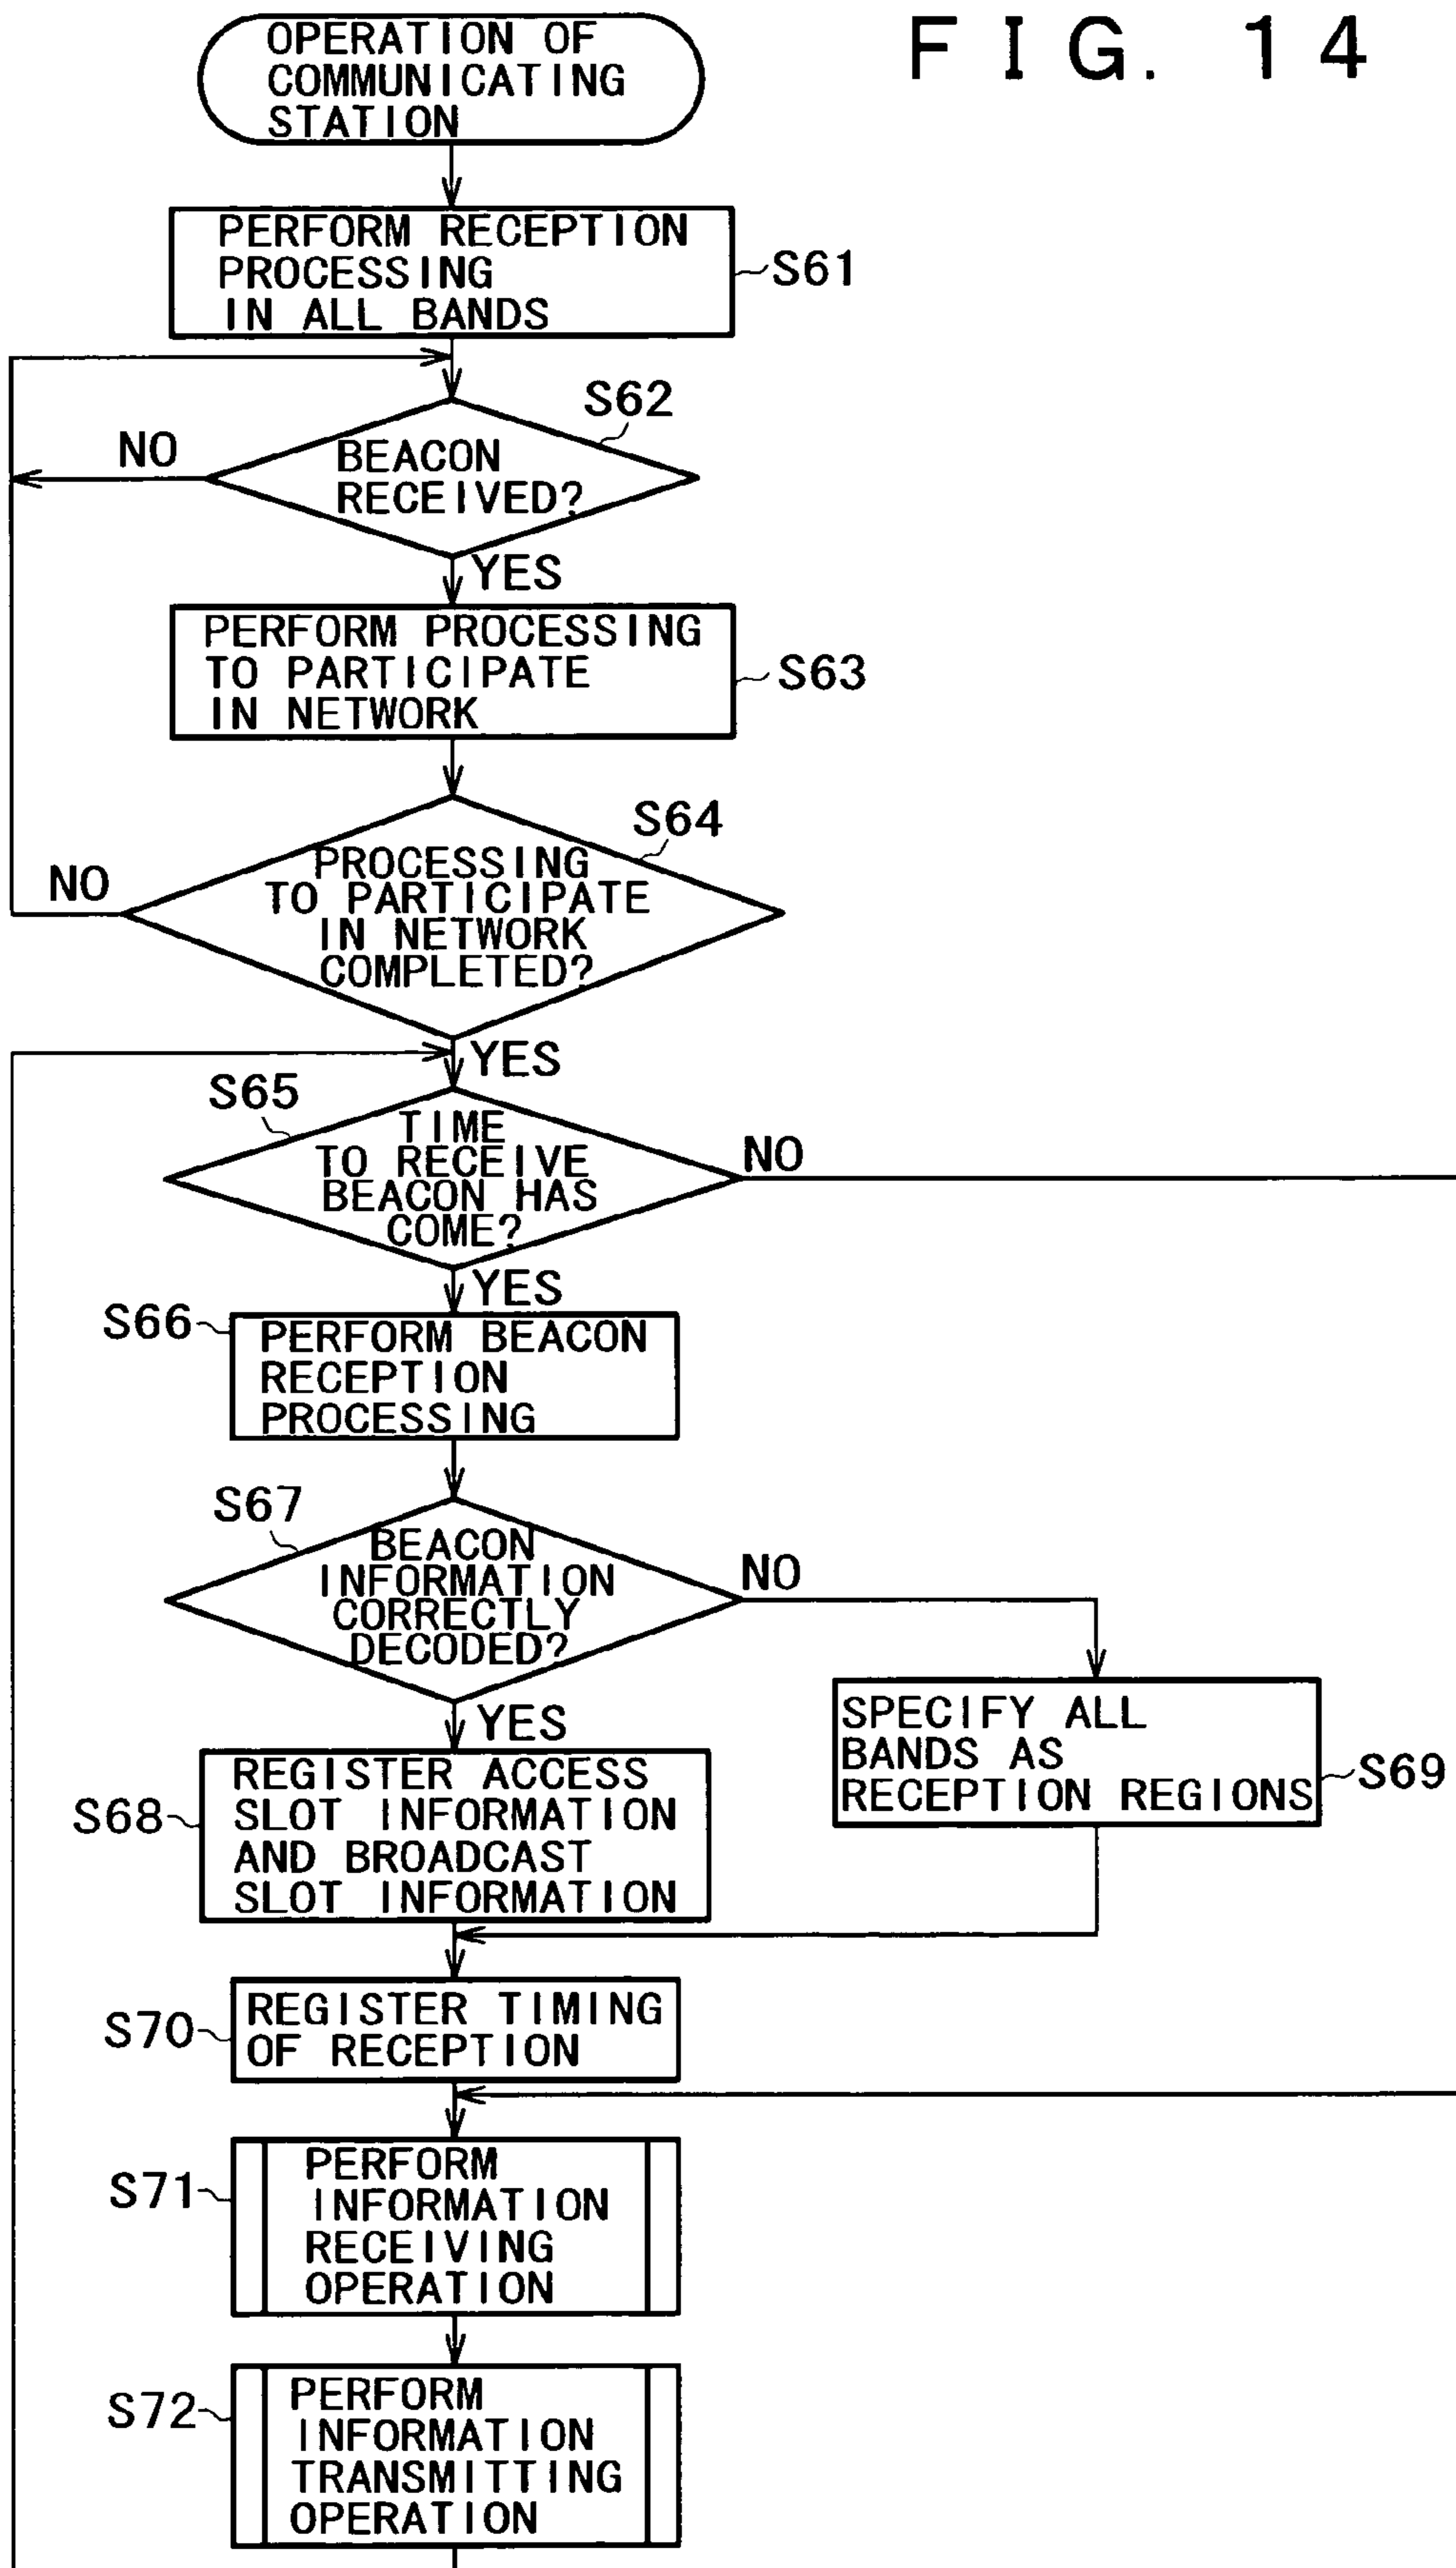 FIG. 14
OPERATION OF
COMMUNICATING
STATION
PERFORM RECEPTION
PROCESSING
IN ALL BANDS
S61
S62
NO
BEACON
RECEIVED?
YES
PERFORM PROCESSING
TO PARTICIPATE
IN NETWORK
S63
S64
NO
PROCESSING
TO PARTICIPATE
IN NETWORK
COMPLETED?
YES
S65
TIME
TO RECEIVE
BEACON HAS
COME?
NO
YES
S66
PERFORM BEACON
RECEPTION
PROCESSING
S67
BEACON
INFORMATION
CORRECTLY
DECODED?
NO
YES
SPECIFY ALL
BANDS AS
RECEPTION REGIONS
S69
S68
REGISTER ACCESS
SLOT INFORMATION
AND BROADCAST
SLOT INFORMATION
S70
REGISTER TIMING
OF RECEPTION
S71
PERFORM
INFORMATION
RECEIVING
OPERATION
S72
PERFORM
INFORMATION
TRANSMITTING
OPERATION